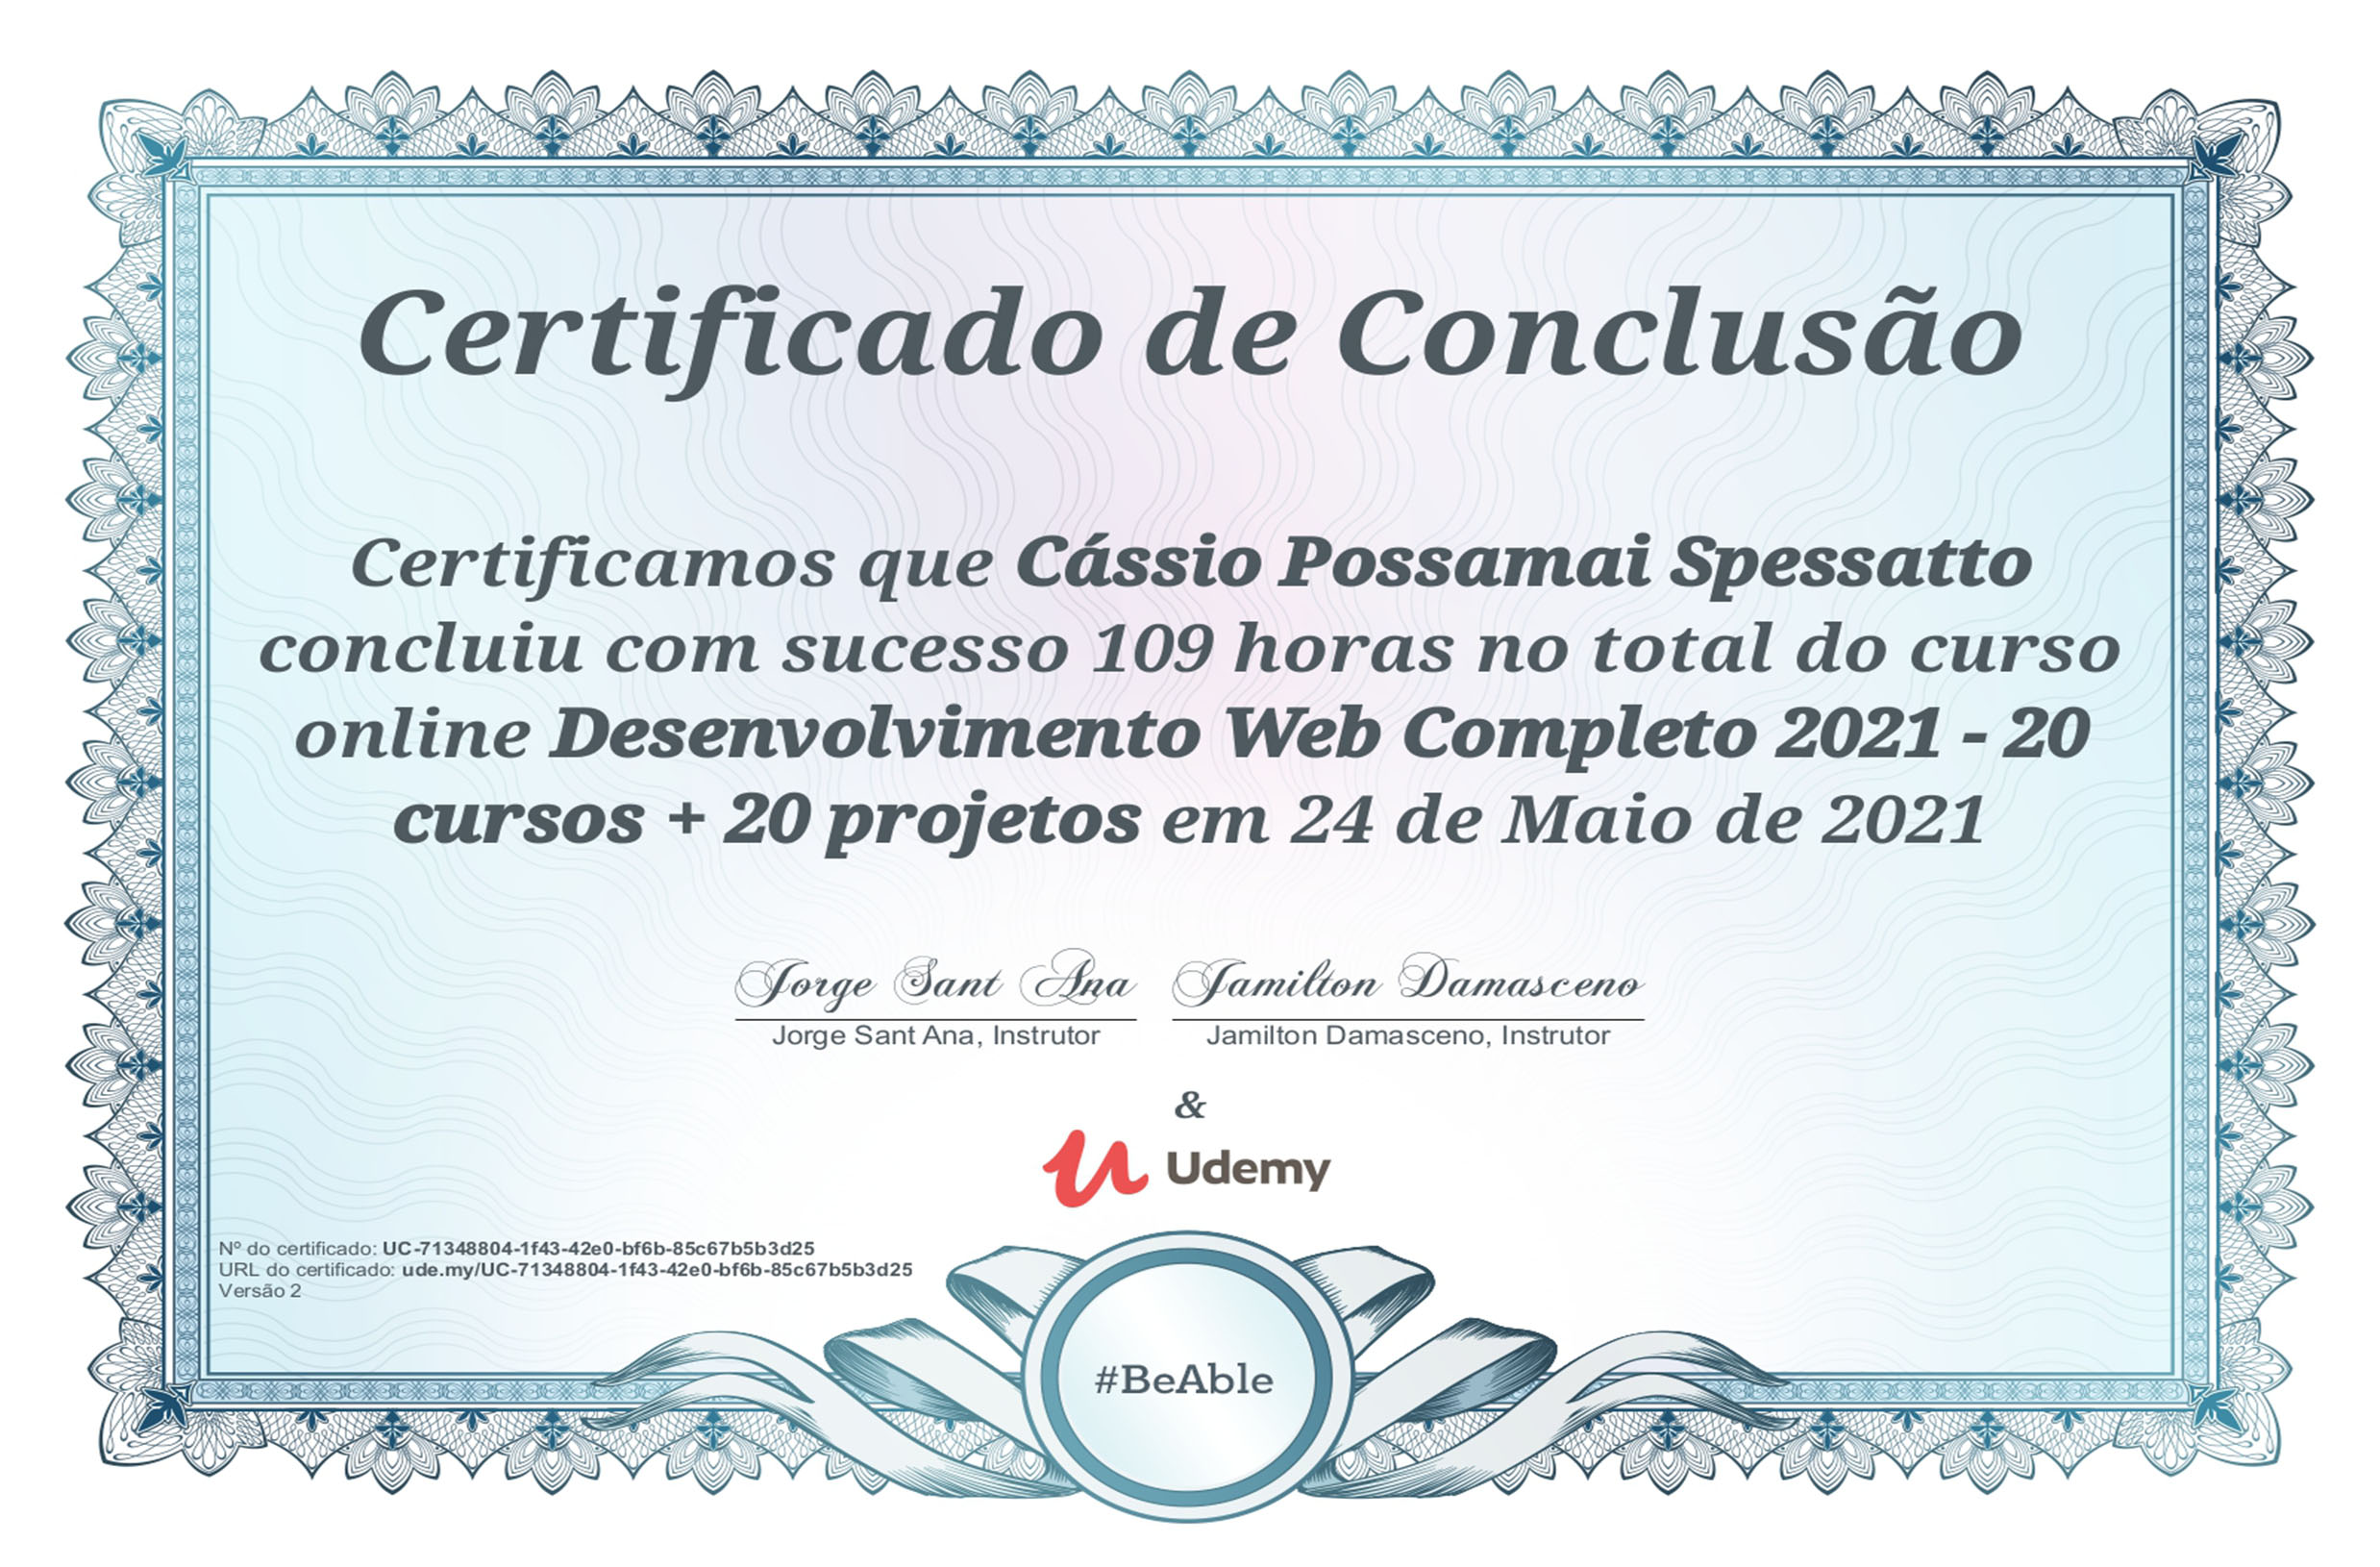 Certificado de Conclusão
Certificamos que Cássio Possamai Spessatto
concluiu com sucesso 109 horas no total do curso
online Desenvolvimento Web Completo 2021 - 20
cursos + 20 projetos em 24 de Maio de 2021
Jorge Sant Ana Jamilton Damasceno
Jorge Sant Ana, Instrutor Jamilton Damasceno, Instrutor
&
Udemy
Nº do certificado: UC-71348804-1f43-42e0-bf6b-85c67b5b3d25
URL do certificado: ude.my/UC-71348804-1f43-42e0-bf6b-85c67b5b3d25
Versão 2
#BeAble